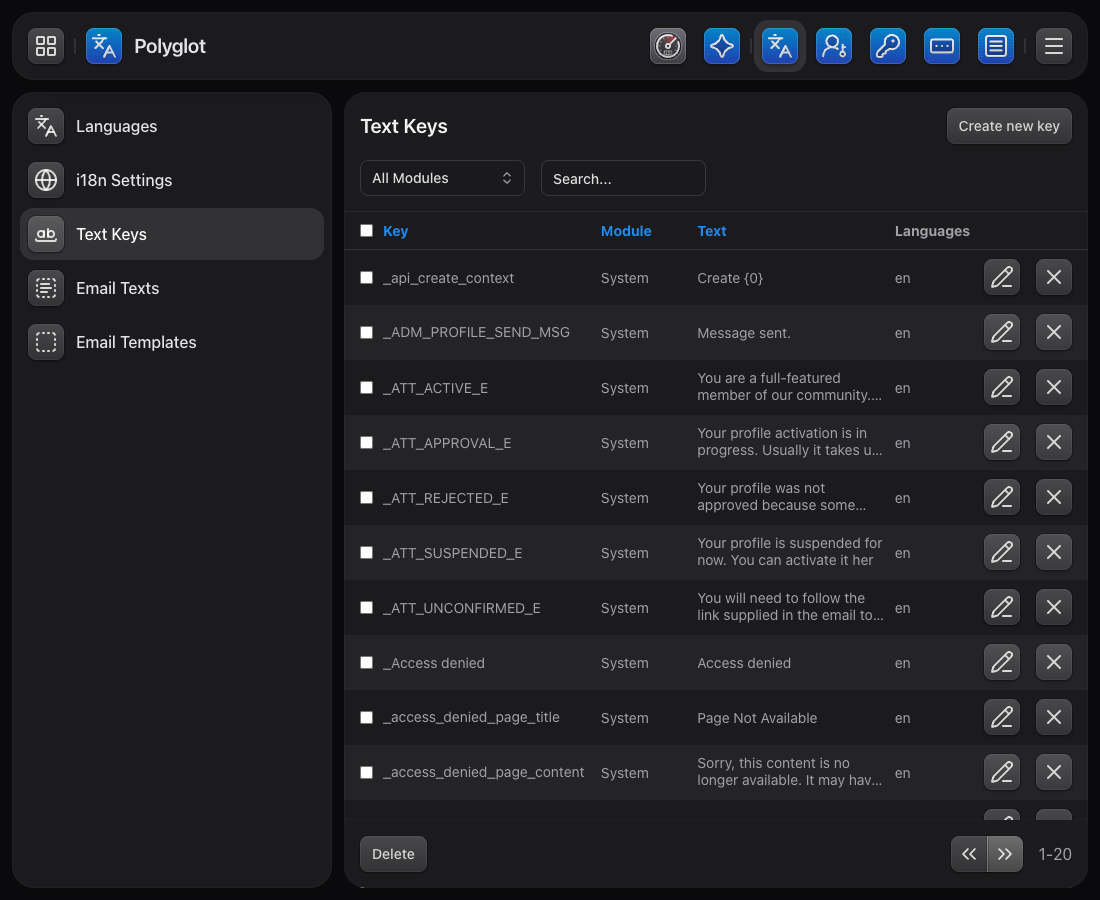 Polyglot
Languages
i18n Settings
Text Keys
Email Texts
Email Templates
Text Keys
Create new key
All Modules
Search...
Key Module Text Languages
_api_create_context System Create {0} en
_ADM_PROFILE_SEND_MSG System Message sent. en
_ATT_ACTIVE_E System You are a full-featured
member of our community.... en
_ATT_APPROVAL_E System Your profile activation is in
progress. Usually it takes u... en
_ATT_REJECTED_E System Your profile was not
approved because some... en
_ATT_SUSPENDED_E System Your profile is suspended for
now. You can activate it her en
_ATT_UNCONFIRMED_E System You will need to follow the
link supplied in the email to... en
_Access denied System Access denied en
_access_denied_page_title System Page Not Available en
_access_denied_page_content System Sorry, this content is no
longer available. It may hav... en
Delete
1-20